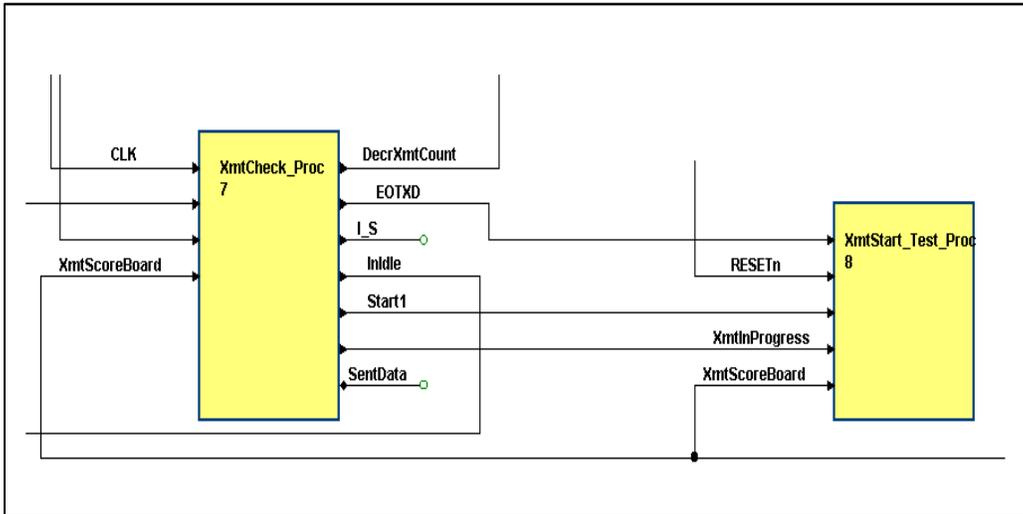 CLK
DecrXmtCount
XmtCheck_Proc
7
EOTXD
I_S
XmtStart_Test_Proc
8
XmtScoreBoard
InIdle
RESETn
Start1
XmtInProgress
SentData
XmtScoreBoard